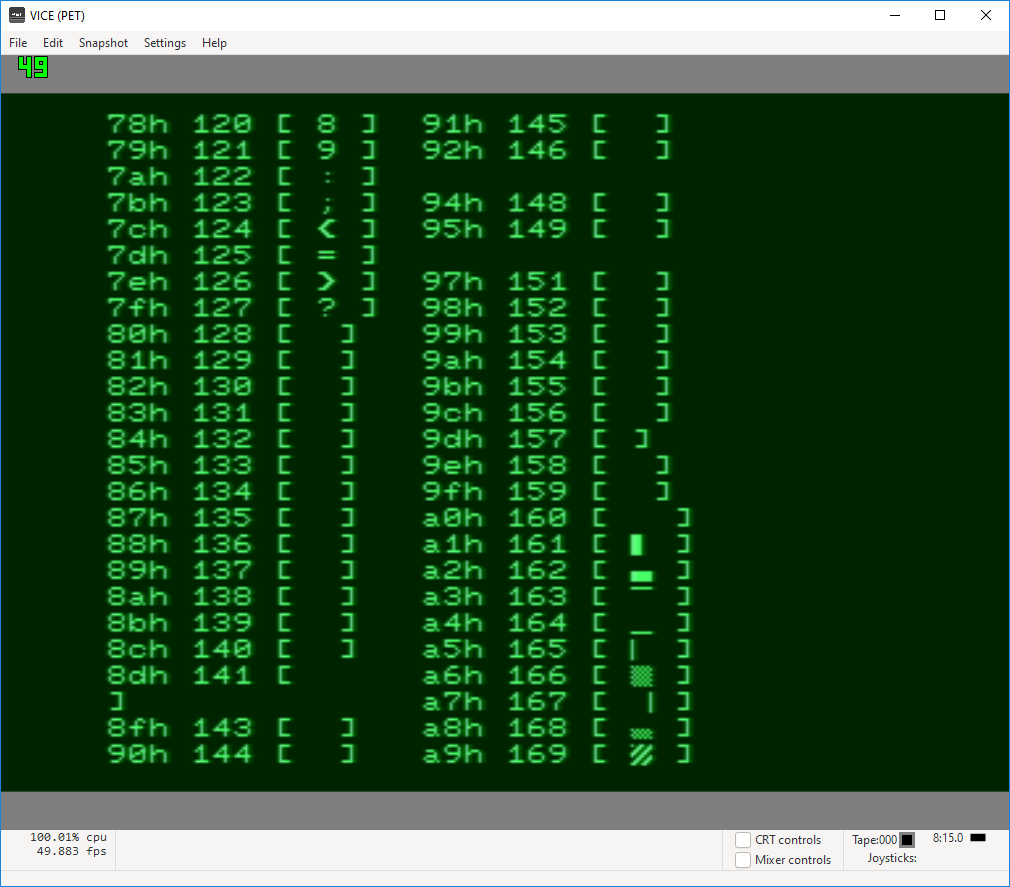 VICE (PET)
File Edit Snapshot Settings Help
49
78h 120 [ 8 ] 91h 145 [ ]
79h 121 [ 9 ] 92h 146 [ ]
7ah 122 [ : ]
7bh 123 [ ; ] 94h 148 [ ]
7ch 124 [ < ] 95h 149 [ ]
7dh 125 [ = ]
7eh 126 [ > ] 97h 151 [ ]
7fh 127 [ ? ] 98h 152 [ ]
80h 128 [ ] 99h 153 [ ]
81h 129 [ ] 9ah 154 [ ]
82h 130 [ ] 9bh 155 [ ]
83h 131 [ ] 9ch 156 [ ]
84h 132 [ ] 9dh 157 [ ]
85h 133 [ ] 9eh 158 [ ]
86h 134 [ ] 9fh 159 [ ]
87h 135 [ ] a0h 160 [ ]
88h 136 [ ] a1h 161 [ ▌ ]
89h 137 [ ] a2h 162 [ ▄ ]
8ah 138 [ ] a3h 163 [ ▔ ]
8bh 139 [ ] a4h 164 [ ▁ ]
8ch 140 [ ] a5h 165 [ ▏ ]
8dh 141 [ a6h 166 [ ▒ ]
] a7h 167 [ ▕ ]
8fh 143 [ ] a8h 168 [ 🮏 ]
90h 144 [ ] a9h 169 [ 🮙 ]
100.01% cpu
49.883 fps
CRT controls
Mixer controls
Tape:000
Joysticks:
8:15.0